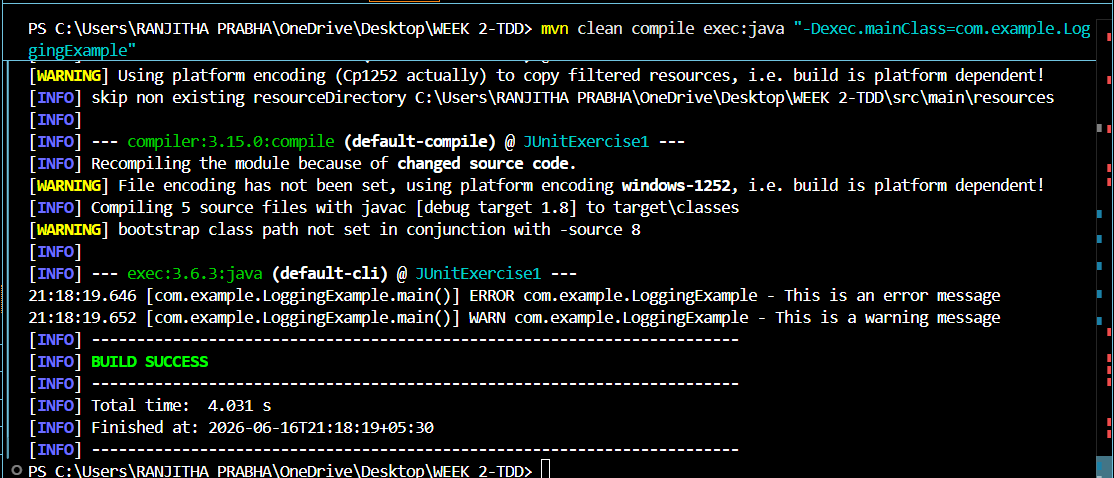 PS C:\Users\RANJITHA PRABHA\OneDrive\Desktop\WEEK 2-TDD> mvn clean compile exec:java "-Dexec.mainClass=com.example.Log
gingExample"
[WARNING] Using platform encoding (Cp1252 actually) to copy filtered resources, i.e. build is platform dependent!
[INFO] skip non existing resourceDirectory C:\Users\RANJITHA PRABHA\OneDrive\Desktop\WEEK 2-TDD\src\main\resources
[INFO]
[INFO] --- compiler:3.15.0:compile (default-compile) @ JUnitExercise1 ---
[INFO] Recompiling the module because of changed source code.
[WARNING] File encoding has not been set, using platform encoding windows-1252, i.e. build is platform dependent!
[INFO] Compiling 5 source files with javac [debug target 1.8] to target\classes
[WARNING] bootstrap class path not set in conjunction with -source 8
[INFO]
[INFO] --- exec:3.6.3:java (default-cli) @ JUnitExercise1 ---
21:18:19.646 [com.example.LoggingExample.main()] ERROR com.example.LoggingExample - This is an error message
21:18:19.652 [com.example.LoggingExample.main()] WARN com.example.LoggingExample - This is a warning message
[INFO] ------------------------------------------------------------------------
[INFO] BUILD SUCCESS
[INFO] ------------------------------------------------------------------------
[INFO] Total time:  4.031 s
[INFO] Finished at: 2026-06-16T21:18:19+05:30
[INFO] ------------------------------------------------------------------------
PS C:\Users\RANJITHA PRABHA\OneDrive\Desktop\WEEK 2-TDD>